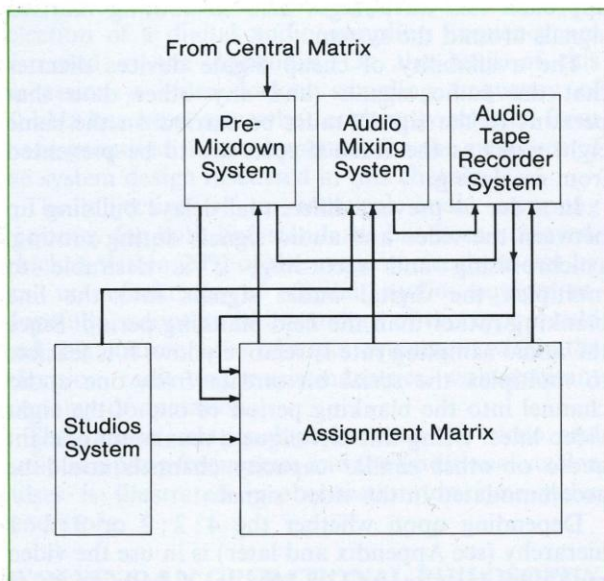 From Central Matrix
Pre-
Mixdown
System
Audio
Mixing
System
Audio
Tape
Recorder
System
Studios
System
Assignment Matrix